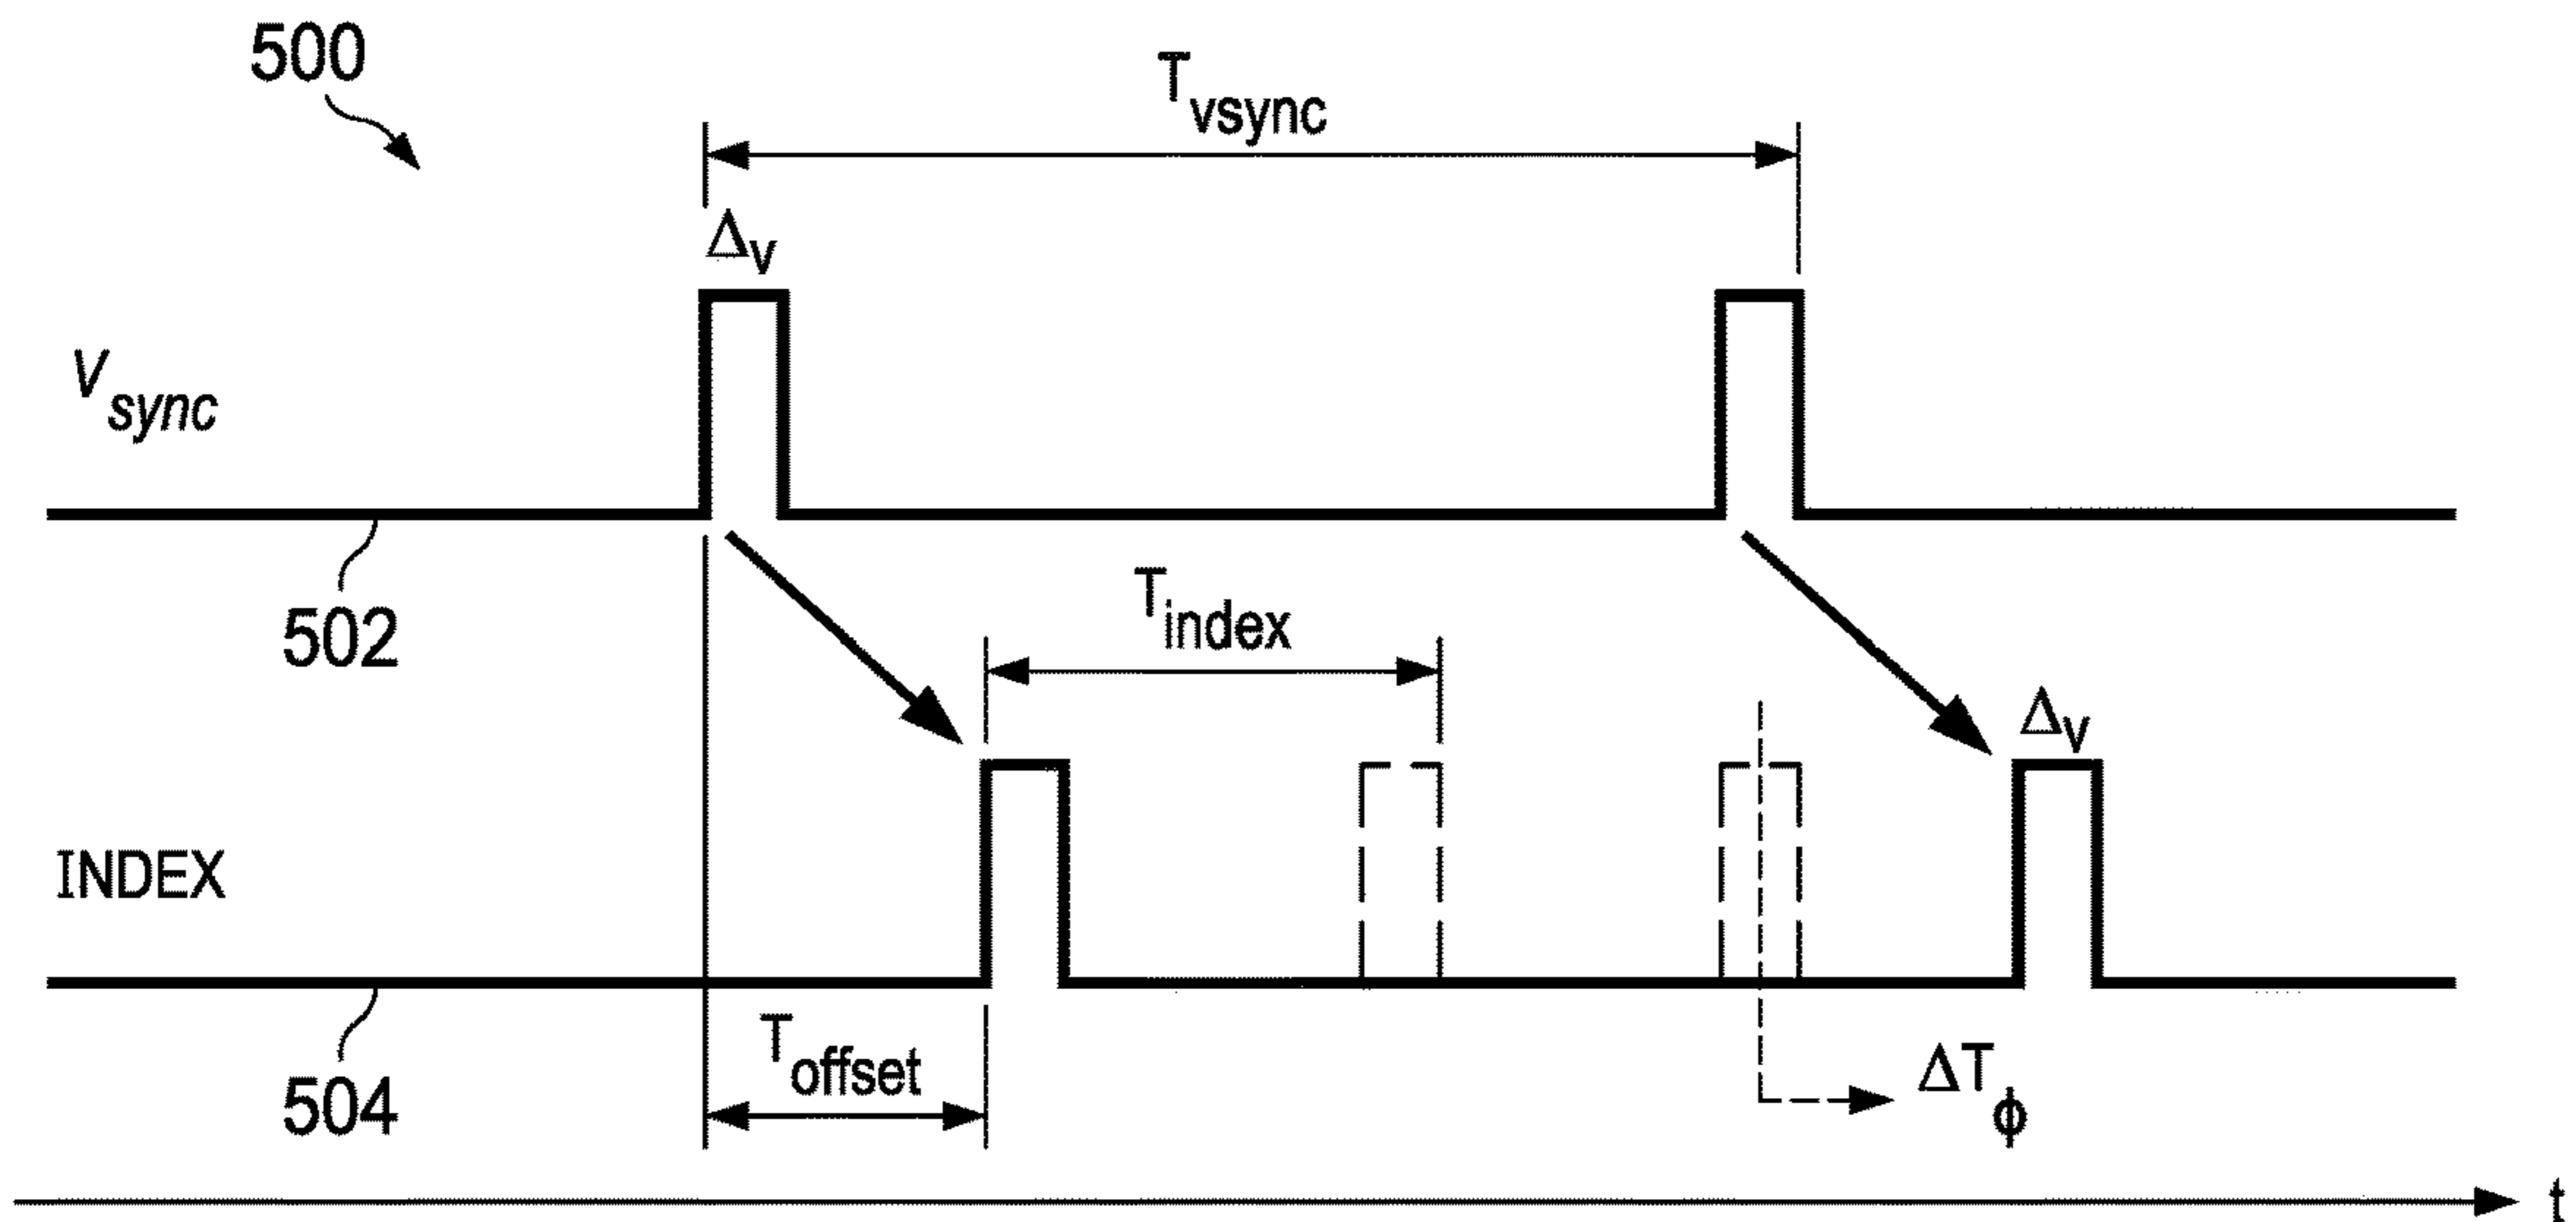 500
T_vsync
Δ_v
V_sync
502
T_index
Δ_v
INDEX
T_offset
504
ΔT_ϕ
t